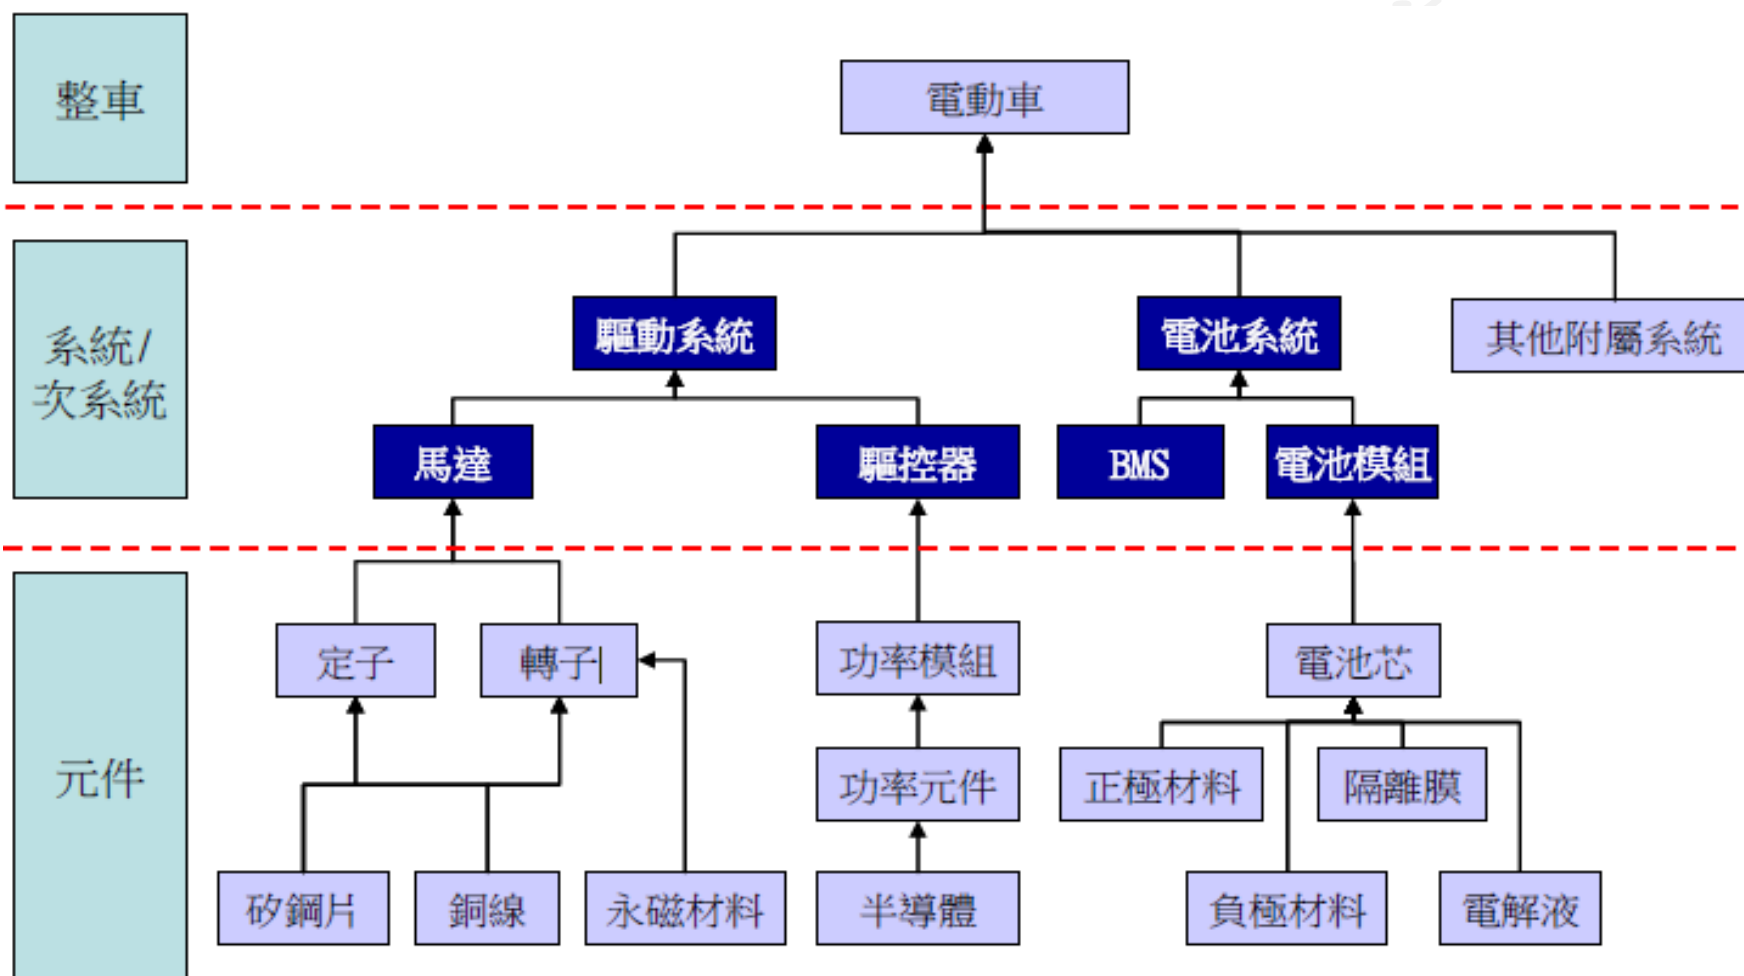 整車
電動車
系統/
次系統
驅動系統
電池系統
其他附屬系統
馬達
驅控器
BMS
電池模組
元件
定子
轉子
功率模組
電池芯
功率元件
正極材料
隔離膜
矽鋼片
銅線
永磁材料
半導體
負極材料
電解液